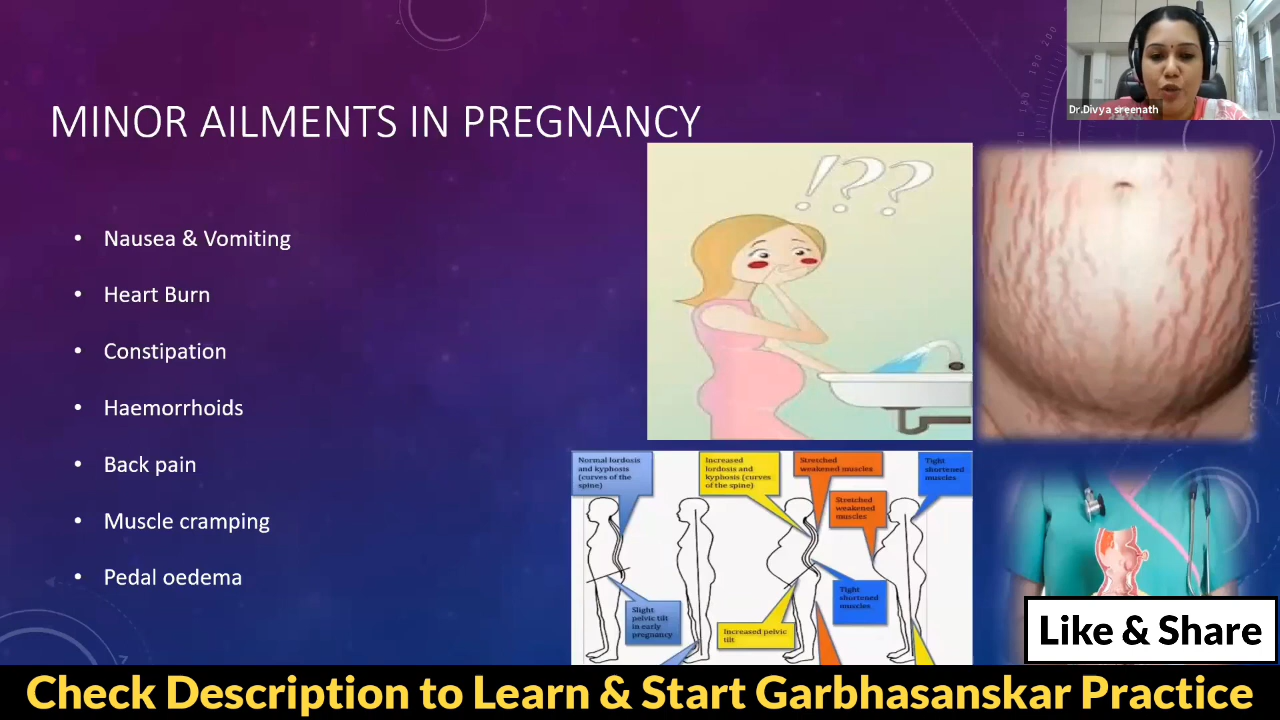 Dr.Divya sreenath
MINOR AILMENTS IN PREGNANCY
!??
• Nausea & Vomiting
• Heart Burn
• Constipation
• Haemorrhoids
• Back pain
• Muscle cramping
• Pedal oedema
Normal lordosis
and kyphosis
(curves of the
spine)
Increased
lordosis and
kyphosis (curves
of the spine)
Stretched
weakened muscles
Tight
shortened
muscles
Stretched
weakened
muscles
Tight
shortened
muscles
Slight
pelvic tilt
in early
pregnancy
Increased pelvic
tilt
Like & Share
Check Description to Learn & Start Garbhasanskar Practice